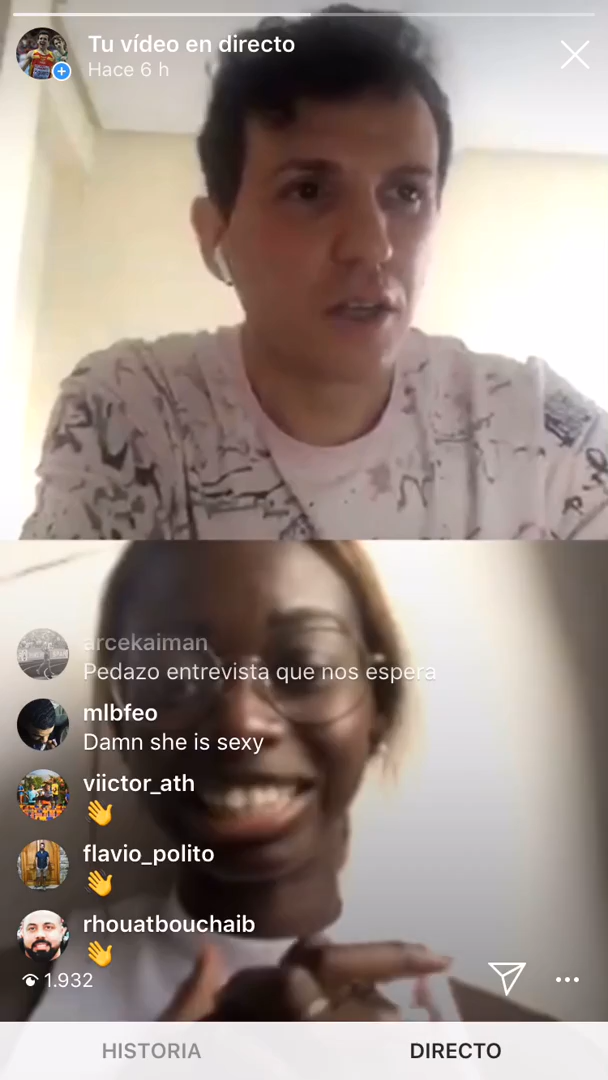 Tu vídeo en directo
Hace 6 h
arcekaiman
Pedazo entrevista que nos espera
mlbfeo
Damn she is sexy
viictor_ath
👋
flavio_polito
👋
rhouatbouchaib
👋
1.932
HISTORIA
DIRECTO